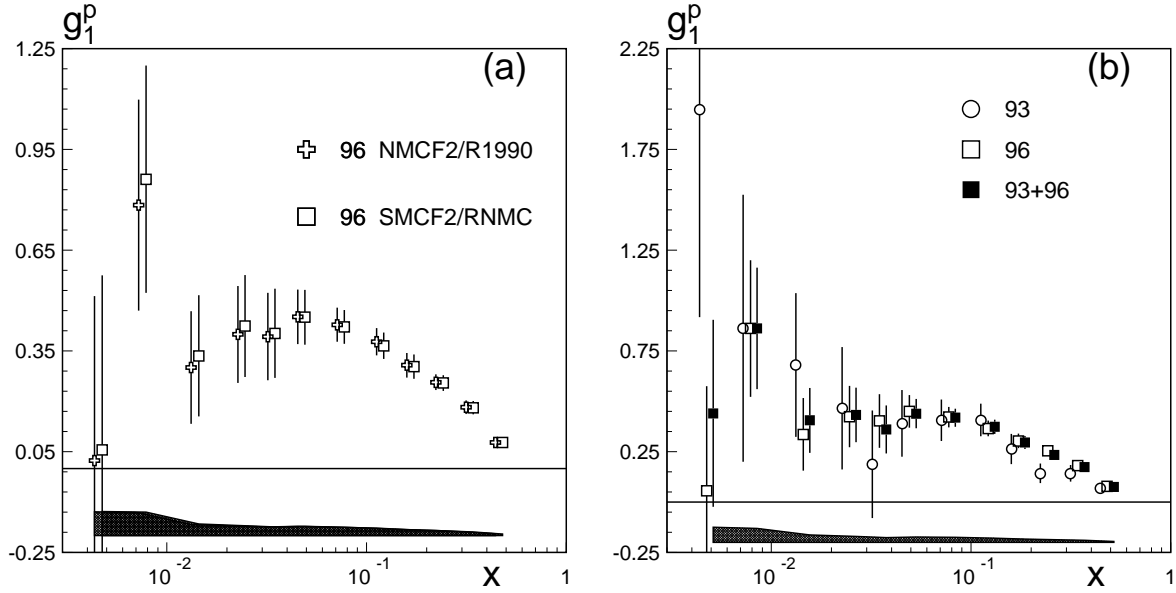 g₁ᵖ
(a)
1.25
0.95
0.65
0.35
0.05
-0.25
96 NMCF2/R1990
96 SMCF2/RNMC
10⁻²
10⁻¹
x
1
g₁ᵖ
(b)
2.25
1.75
1.25
0.75
0.25
-0.25
93
96
93+96
10⁻²
10⁻¹
x
1